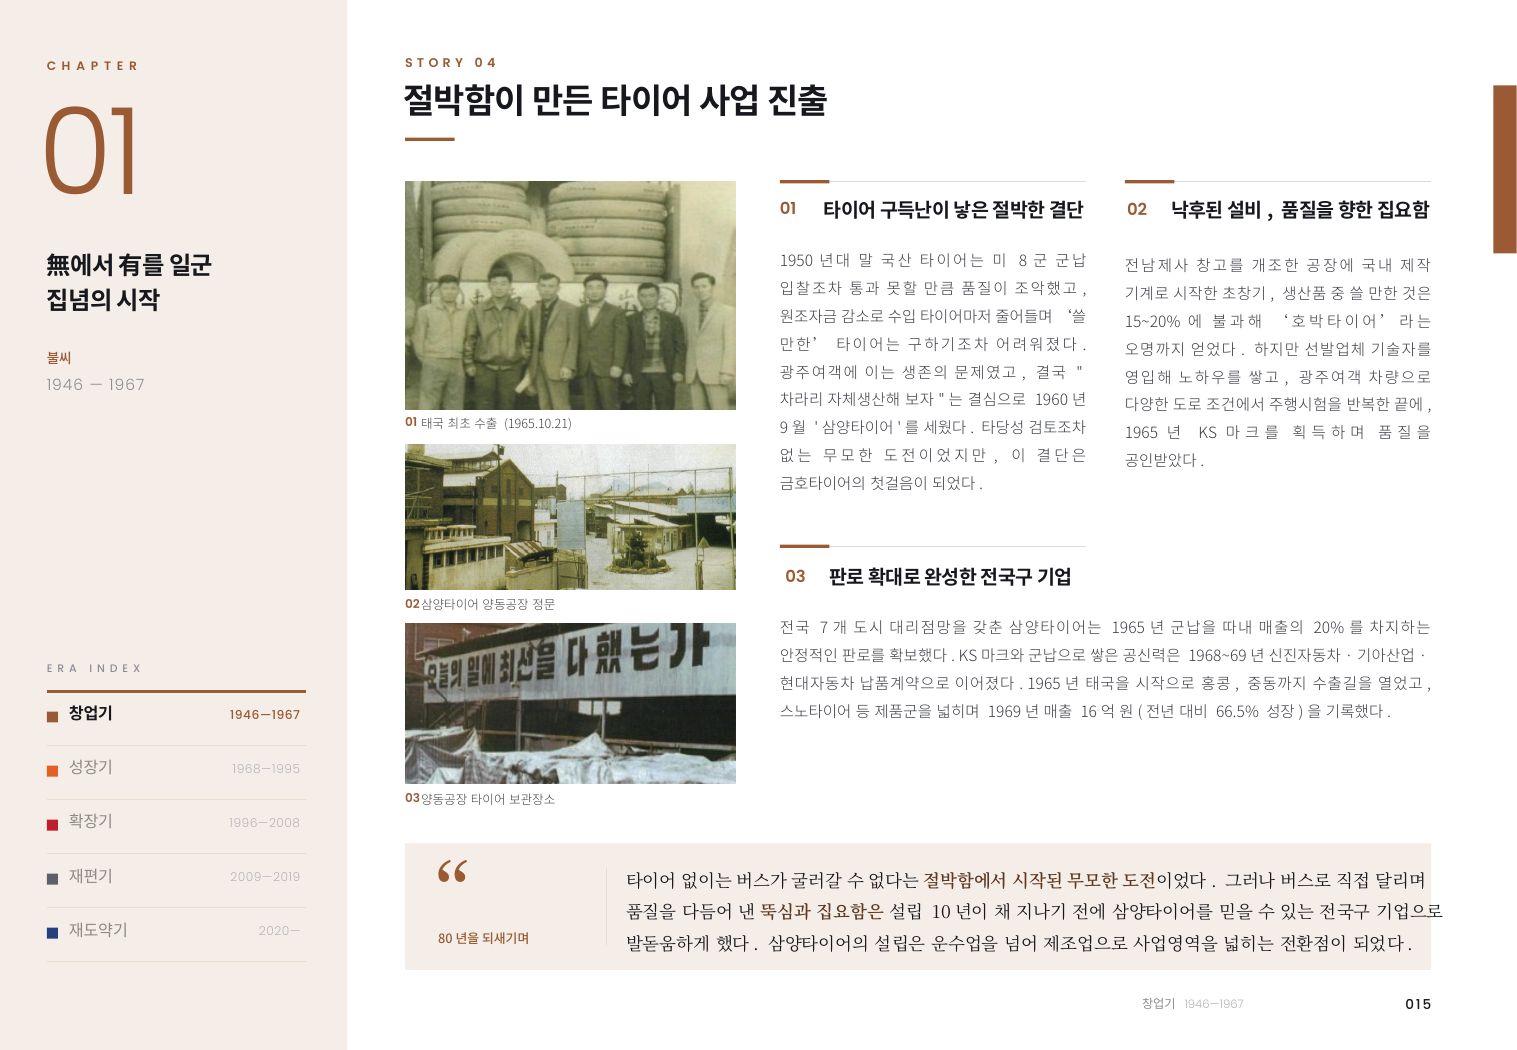 CHAPTER
01
無에서 有를 일군
집념의 시작
불씨
1946 — 1967
ERA INDEX
창업기 1946—1967
성장기 1968—1995
확장기 1996—2008
재편기 2009—2019
재도약기 2020—
STORY 04
절박함이 만든 타이어 사업 진출
01 태국 최초 수출 (1965.10.21)
02 삼양타이어 양동공장 정문
오늘의 일에 최선을 다했는가
03 양동공장 타이어 보관장소
01 타이어 구득난이 낳은 절박한 결단
1950 년대 말 국산 타이어는 미 8 군 군납
입찰조차 통과 못할 만큼 품질이 조악했고 ,
원조자금 감소로 수입 타이어마저 줄어들며 ‘쓸
만한’ 타이어는 구하기조차 어려워졌다 .
광주여객에 이는 생존의 문제였고 , 결국 "
차라리 자체생산해 보자 " 는 결심으로 1960 년
9 월 ' 삼양타이어 ' 를 세웠다 . 타당성 검토조차
없는 무모한 도전이었지만 , 이 결단은
금호타이어의 첫걸음이 되었다 .
02 낙후된 설비 , 품질을 향한 집요함
전남제사 창고를 개조한 공장에 국내 제작
기계로 시작한 초창기 , 생산품 중 쓸 만한 것은
15~20% 에 불과해 ‘호박타이어’ 라는
오명까지 얻었다 . 하지만 선발업체 기술자를
영입해 노하우를 쌓고 , 광주여객 차량으로
다양한 도로 조건에서 주행시험을 반복한 끝에 ,
1965 년 KS 마크를 획득하며 품질을
공인받았다 .
03 판로 확대로 완성한 전국구 기업
전국 7 개 도시 대리점망을 갖춘 삼양타이어는 1965 년 군납을 따내 매출의 20% 를 차지하는
안정적인 판로를 확보했다 . KS 마크와 군납으로 쌓은 공신력은 1968~69 년 신진자동차 · 기아산업 ·
현대자동차 납품계약으로 이어졌다 . 1965 년 태국을 시작으로 홍콩 , 중동까지 수출길을 열었고 ,
스노타이어 등 제품군을 넓히며 1969 년 매출 16 억 원 ( 전년 대비 66.5% 성장 ) 을 기록했다 .
“
80 년을 되새기며
타이어 없이는 버스가 굴러갈 수 없다는 절박함에서 시작된 무모한 도전이었다 . 그러나 버스로 직접 달리며
품질을 다듬어 낸 뚝심과 집요함은 설립 10 년이 채 지나기 전에 삼양타이어를 믿을 수 있는 전국구 기업으로
발돋움하게 했다 . 삼양타이어의 설립은 운수업을 넘어 제조업으로 사업영역을 넓히는 전환점이 되었다 .
창업기 1946—1967
015